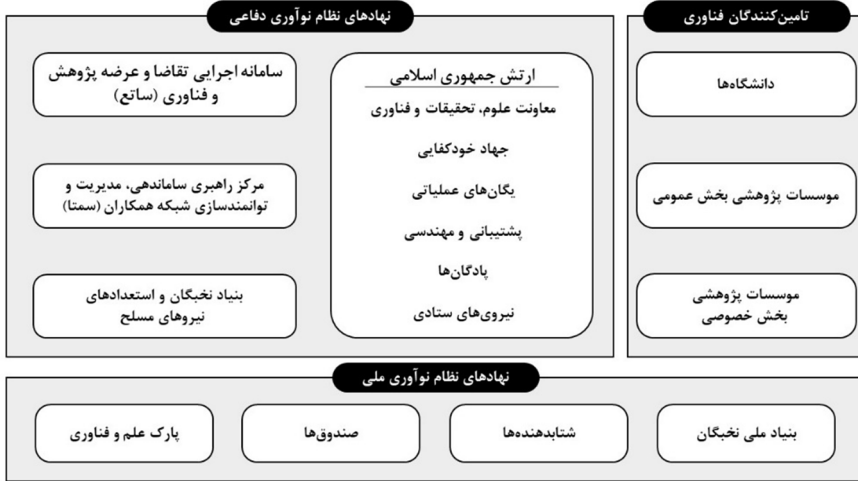 تامین‌کنندگان فناوری
دانشگاه‌ها
موسسات پژوهشی بخش عمومی
موسسات پژوهشی
بخش خصوصی
نهادهای نظام نوآوری دفاعی
ارتش جمهوری اسلامی
معاونت علوم، تحقیقات و فناوری
جهاد خودکفایی
یگان‌های عملیاتی
پشتیبانی و مهندسی
پادگان‌ها
نیروی‌های ستادی
سامانه اجرایی تقاضا و عرضه پژوهش
و فناوری (ساتع)
مرکز راهبری ساماندهی، مدیریت و
توانمندسازی شبکه همکاران (سمتا)
بنیاد نخبگان و استعدادهای
نیروهای مسلح
نهادهای نظام نوآوری ملی
بنیاد ملی نخبگان
شتابدهنده‌ها
صندوق‌ها
پارک علم و فناوری